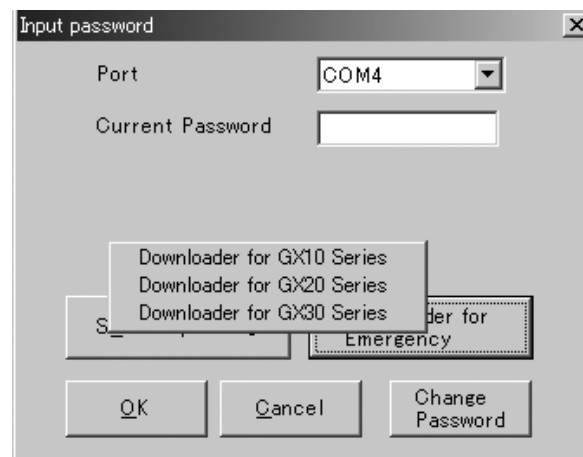 Input password
Port
COM4
Current Password
Downloader for GX10 Series
Downloader for GX20 Series
Downloader for GX30 Series
der for
Emergency
OK
Cancel
Change
Password